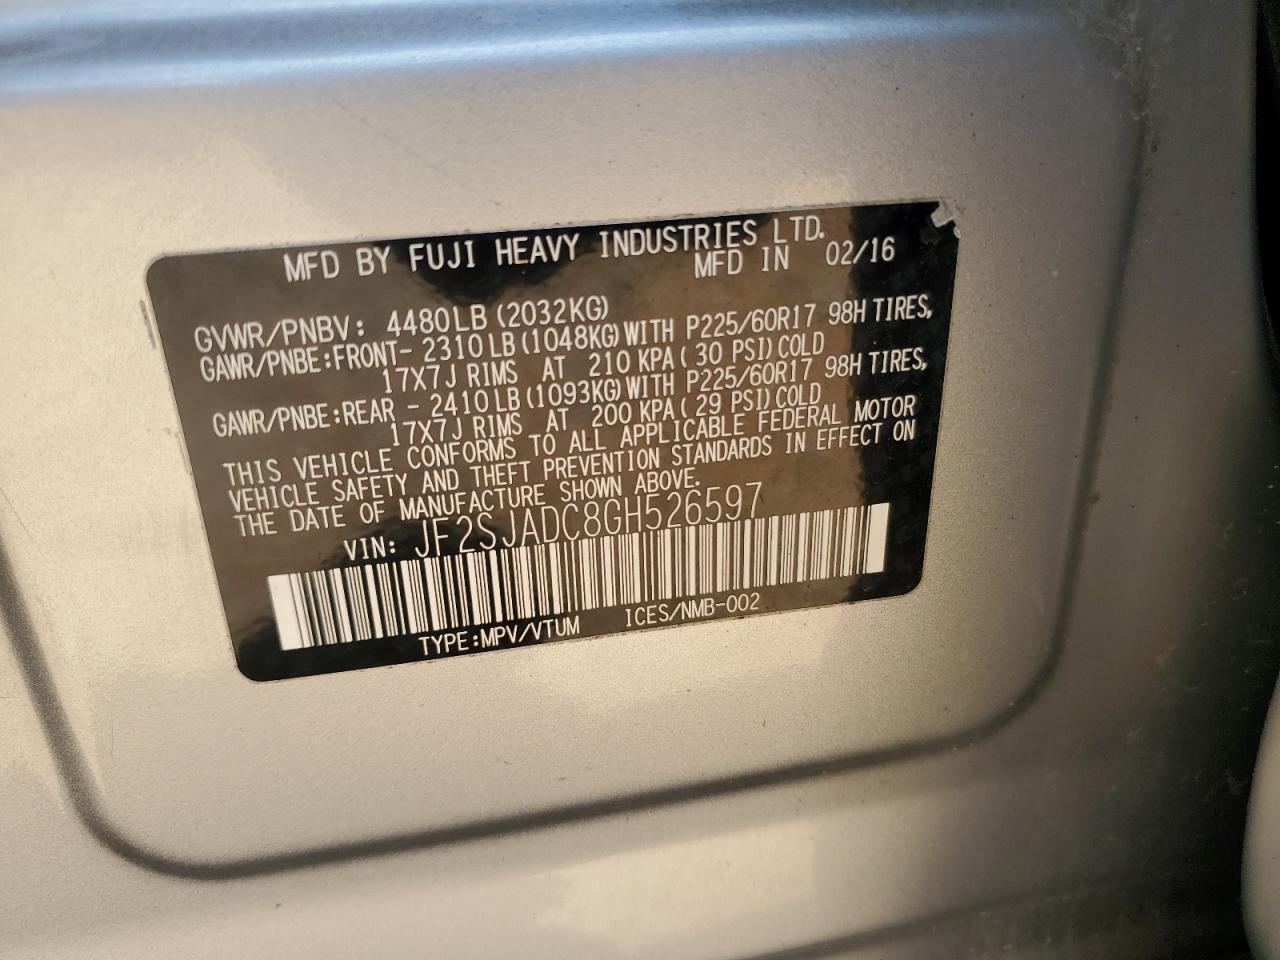 MFD BY FUJI HEAVY INDUSTRIES LTD.
MFD IN 02/16
GVWR/PNBV: 4480LB (2032KG)
GAWR/PNBE:FRONT- 2310LB (1048KG) WITH P225/60R17 98H TIRES,
17X7J RIMS AT 210 KPA( 30 PSI) COLD
GAWR/PNBE:REAR - 2410LB (1093KG) WITH P225/60R17 98H TIRES,
17X7J RIMS AT 200 KPA( 29 PSI) COLD
THIS VEHICLE CONFORMS TO ALL APPLICABLE FEDERAL MOTOR
VEHICLE SAFETY AND THEFT PREVENTION STANDARDS IN EFFECT ON
THE DATE OF MANUFACTURE SHOWN ABOVE.
VIN: JF2SJADC8GH526597
TYPE:MPV/VTUM ICES/NMB-002